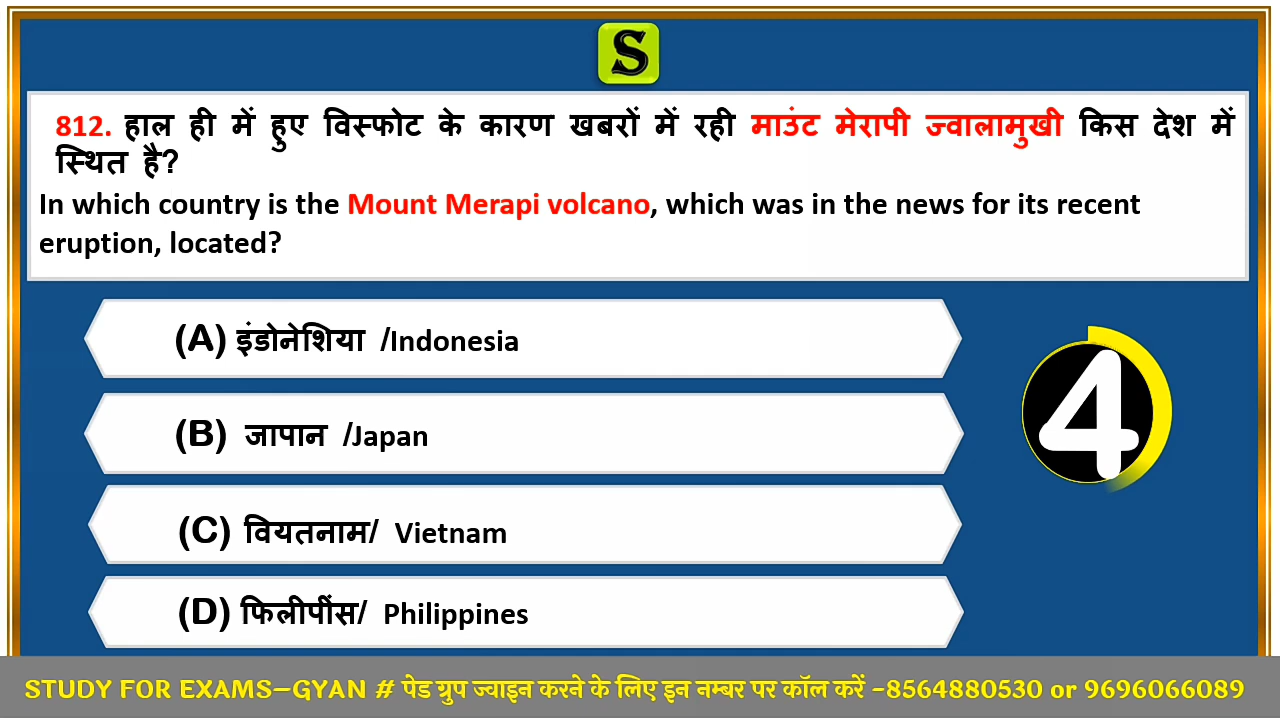 S
812. हाल ही में हुए विस्फोट के कारण खबरों में रही माउंट मेरापी ज्वालामुखी किस देश में
स्थित है?
In which country is the Mount Merapi volcano, which was in the news for its recent
eruption, located?
(A) इंडोनेशिया /Indonesia
(B) जापान /Japan
4
(C) वियतनाम/ Vietnam
(D) फिलीपींस/ Philippines
STUDY FOR EXAMS–GYAN # पेड ग्रुप ज्वाइन करने के लिए इन नम्बर पर कॉल करें -8564880530 or 9696066089